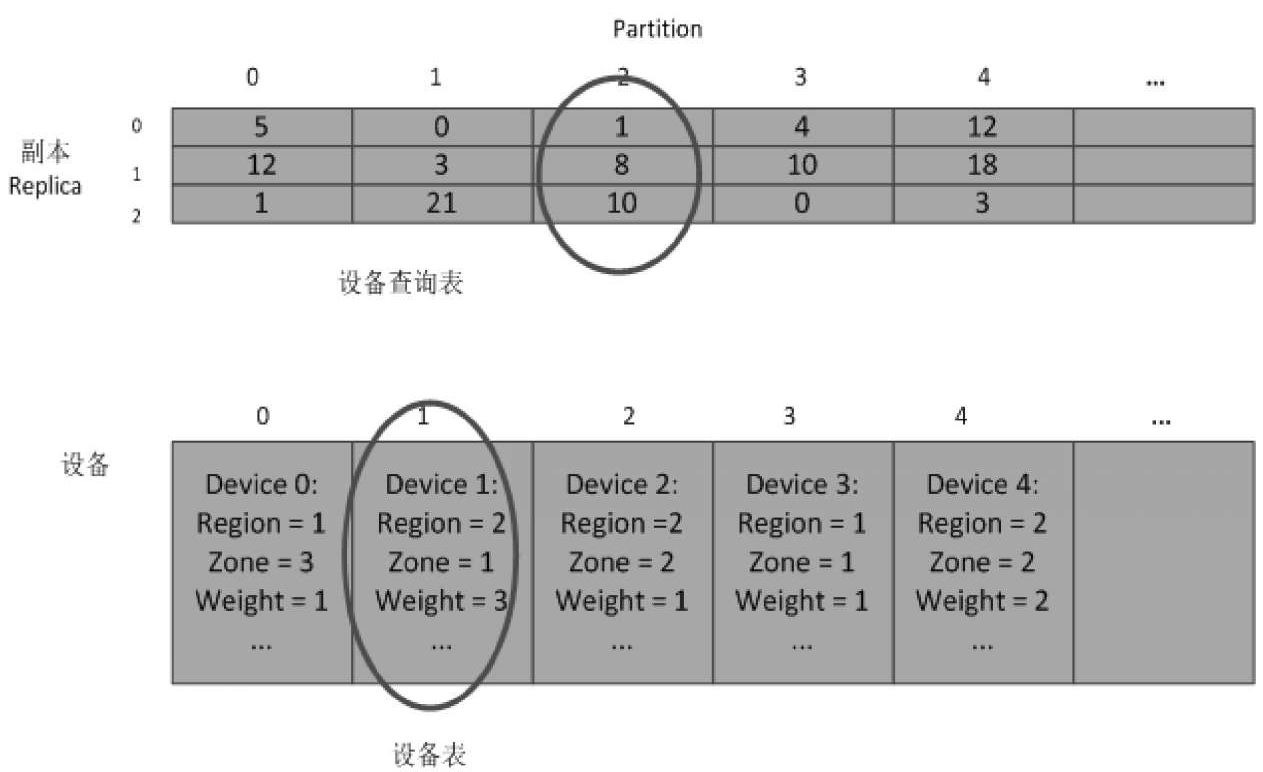 Partition
0 1 2 3 4 ...
副本
Replica
0 5 0 1 4 12
1 12 3 8 10 18
2 1 21 10 0 3
设备查询表
0 1 2 3 4 ...
设备
Device 0: Device 1: Device 2: Device 3: Device 4:
Region = 1 Region = 2 Region =2 Region = 1 Region = 2
Zone = 3 Zone = 1 Zone = 2 Zone = 1 Zone = 2
Weight = 1 Weight = 3 Weight = 1 Weight = 1 Weight = 2
... ... ... ... ...
设备表